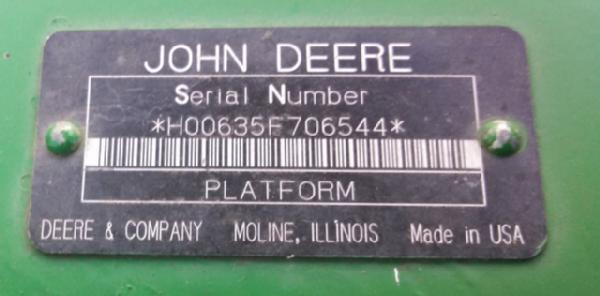 JOHN DEERE
Serial Number
*H00635F706544*
PLATFORM
DEERE & COMPANY MOLINE, ILLINOIS Made in USA